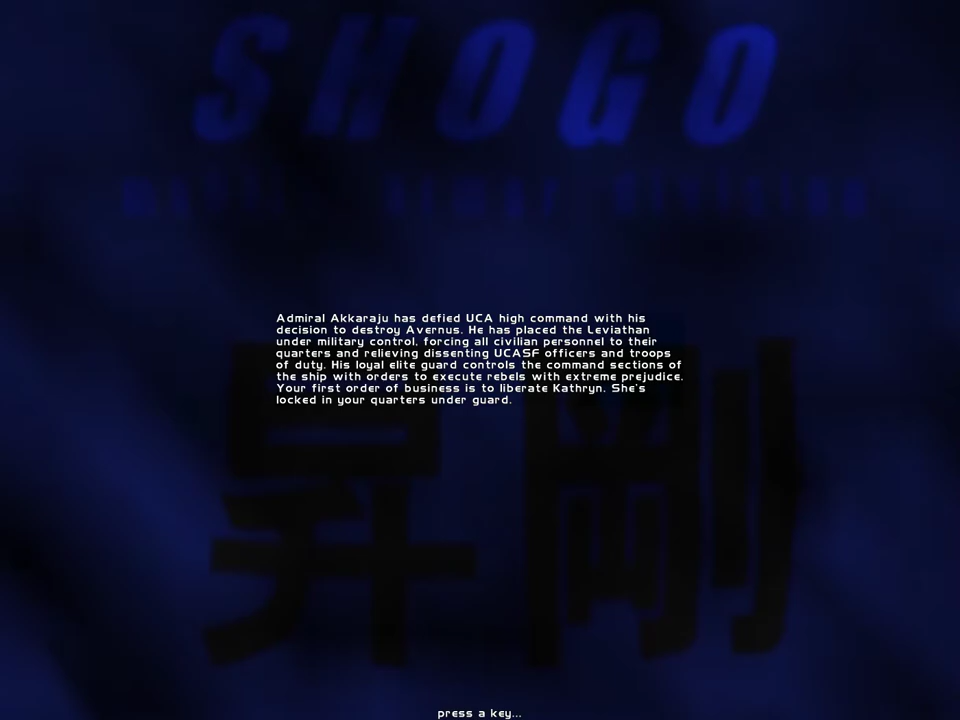 SHOGO
Admiral Akkaraju has defied UCA high command with his
decision to destroy Avernus. He has placed the Leviathan
under military control, forcing all civilian personnel to their
quarters and relieving dissenting UCASF officers and troops
of duty. His loyal elite guard controls the command sections of
the ship with orders to execute rebels with extreme prejudice.
Your first order of business is to liberate Kathryn. She's
locked in your quarters under guard.
昇剛
press a key...